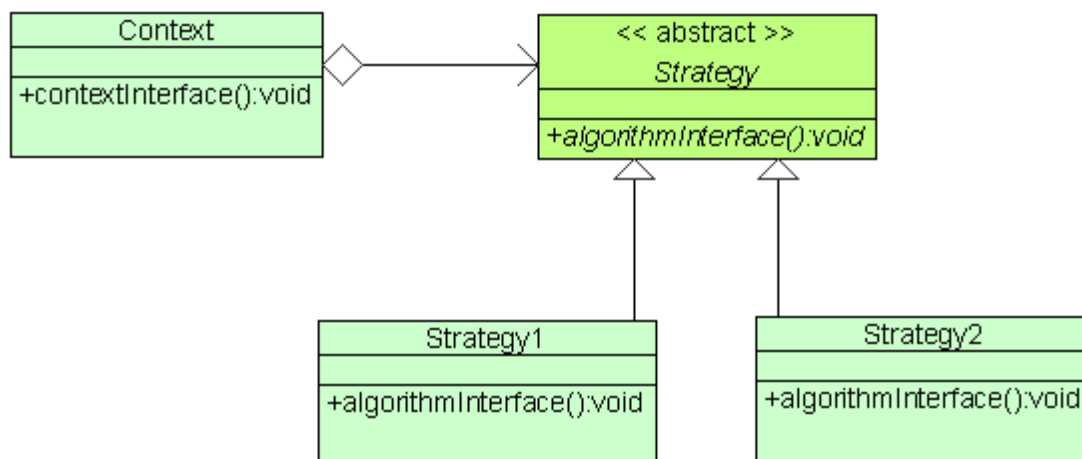 Context
+contextInterface():void
<< abstract >>
Strategy
+algorithmInterface():void
Strategy1
+algorithmInterface():void
Strategy2
+algorithmInterface():void